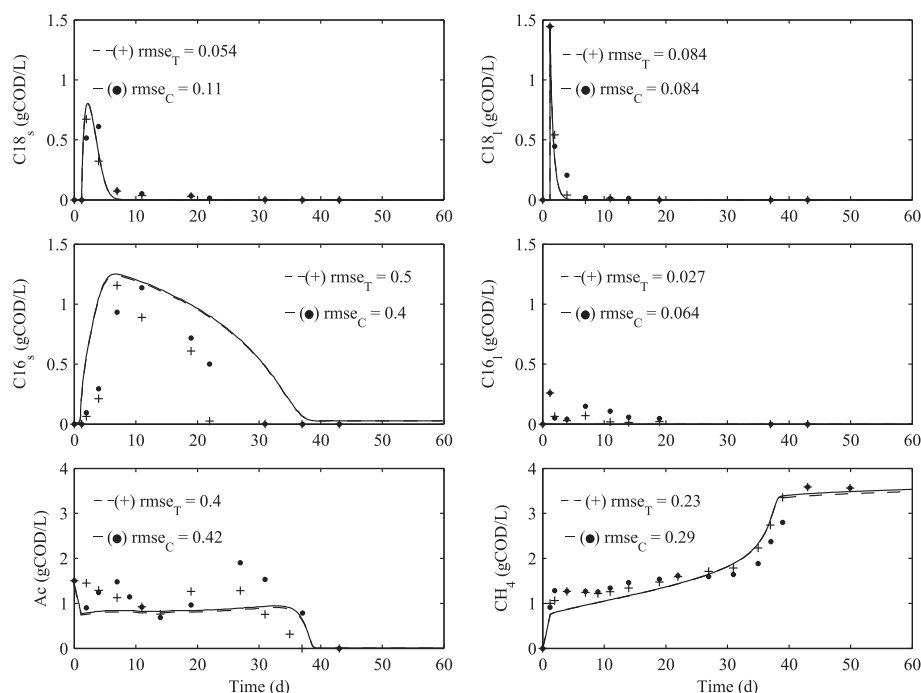 C18s (gCOD/L)
1.5
1
0.5
0
--(+) rmseT = 0.054
– (●) rmseC = 0.11
0 10 20 30 40 50 60
C18l (gCOD/L)
1.5
1
0.5
0
--(+) rmseT = 0.084
– (●) rmseC = 0.084
0 10 20 30 40 50 60
C16s (gCOD/L)
1.5
1
0.5
0
--(+) rmseT = 0.5
– (●) rmseC = 0.4
0 10 20 30 40 50 60
C16l (gCOD/L)
1.5
1
0.5
0
--(+) rmseT = 0.027
– (●) rmseC = 0.064
0 10 20 30 40 50 60
Ac (gCOD/L)
4
3
2
1
0
--(+) rmseT = 0.4
– (●) rmseC = 0.42
0 10 20 30 40 50 60
Time (d)
CH4 (gCOD/L)
4
3
2
1
0
--(+) rmseT = 0.23
– (●) rmseC = 0.29
0 10 20 30 40 50 60
Time (d)